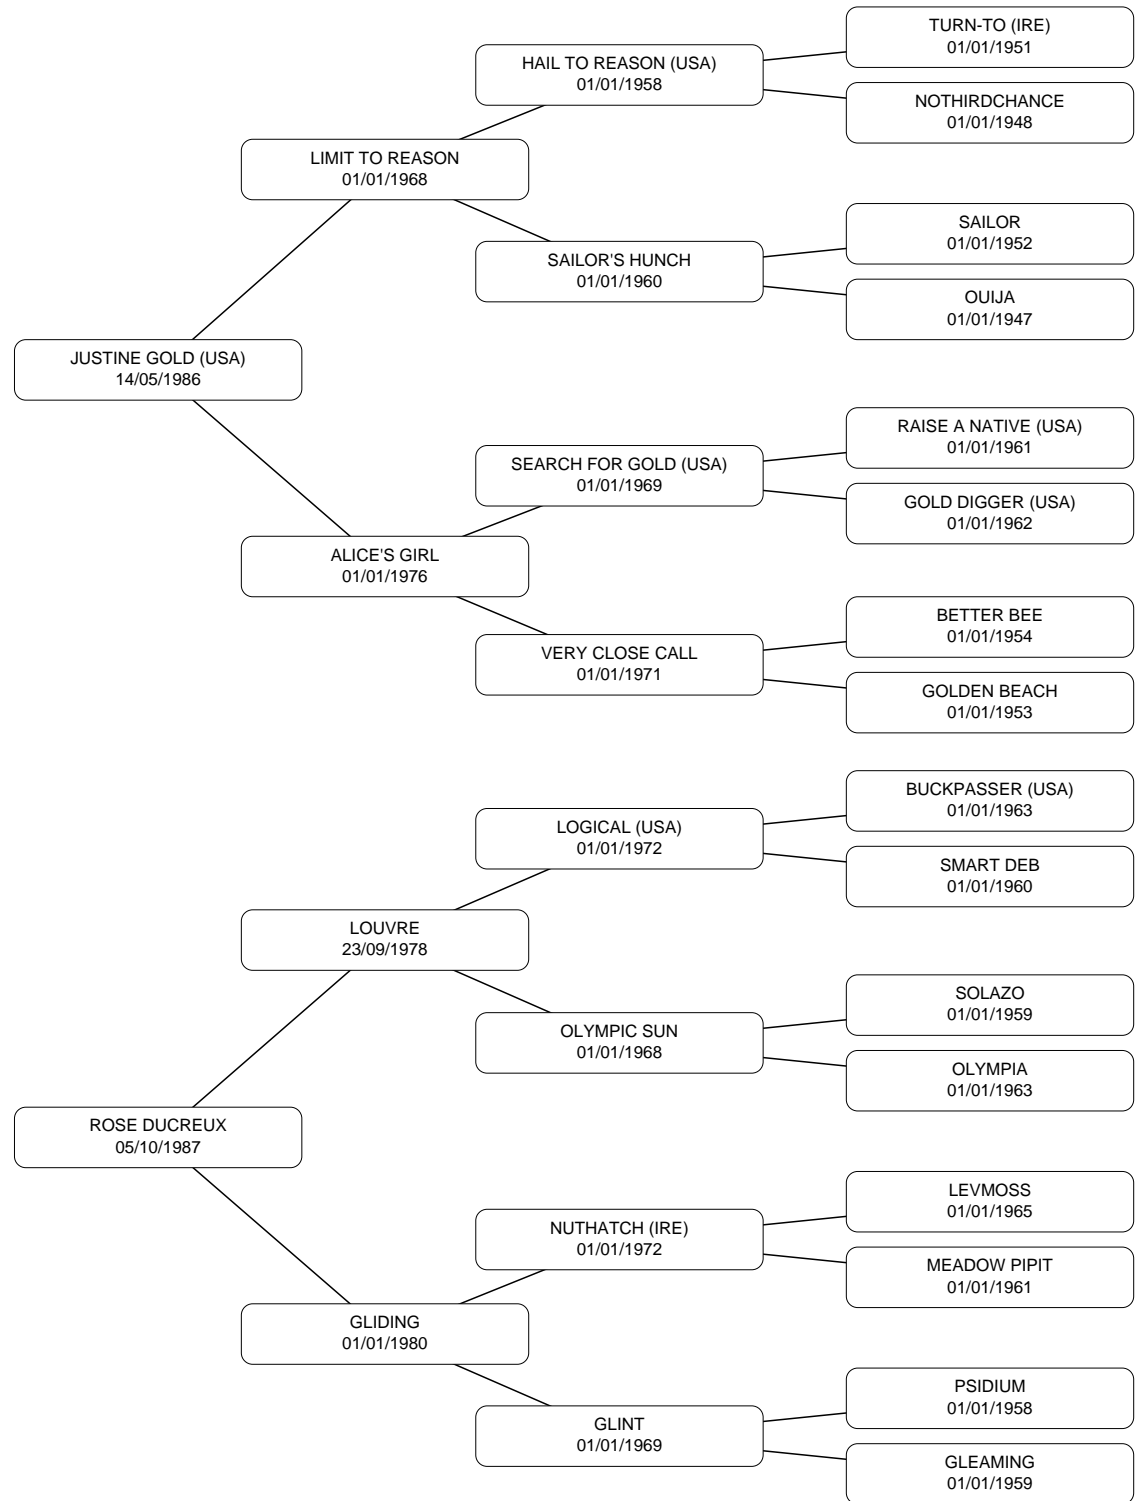 TURN-TO (IRE)
01/01/1951
HAIL TO REASON (USA)
01/01/1958
NOTHIRDCHANCE
01/01/1948
LIMIT TO REASON
01/01/1968
SAILOR
01/01/1952
SAILOR'S HUNCH
01/01/1960
OUIJA
01/01/1947
JUSTINE GOLD (USA)
14/05/1986
RAISE A NATIVE (USA)
01/01/1961
SEARCH FOR GOLD (USA)
01/01/1969
GOLD DIGGER (USA)
01/01/1962
ALICE'S GIRL
01/01/1976
BETTER BEE
01/01/1954
VERY CLOSE CALL
01/01/1971
GOLDEN BEACH
01/01/1953
BUCKPASSER (USA)
01/01/1963
LOGICAL (USA)
01/01/1972
SMART DEB
01/01/1960
LOUVRE
23/09/1978
SOLAZO
01/01/1959
OLYMPIC SUN
01/01/1968
OLYMPIA
01/01/1963
ROSE DUCREUX
05/10/1987
LEVMOSS
01/01/1965
NUTHATCH (IRE)
01/01/1972
MEADOW PIPIT
01/01/1961
GLIDING
01/01/1980
PSIDIUM
01/01/1958
GLINT
01/01/1969
GLEAMING
01/01/1959